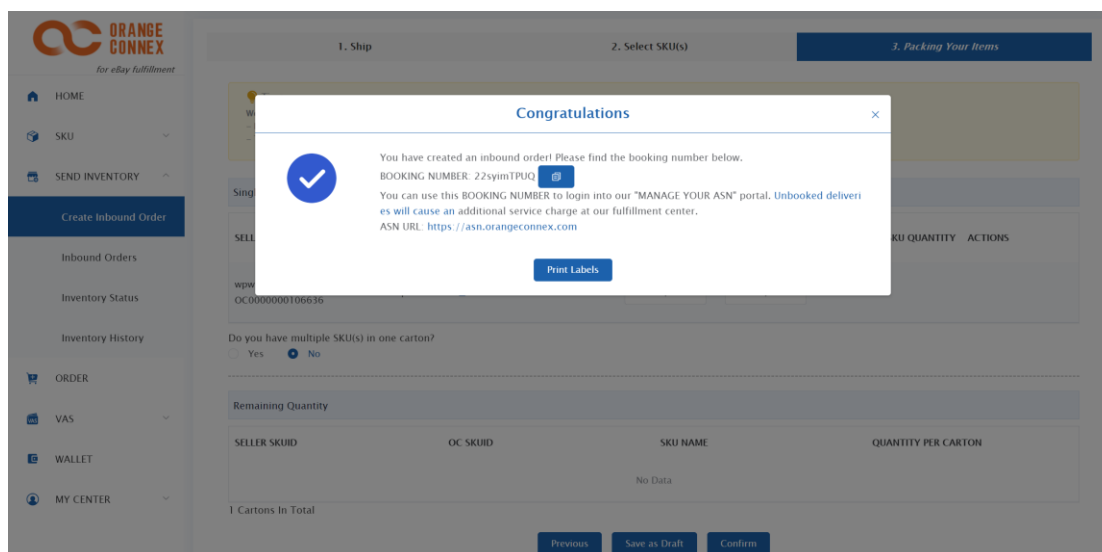 ORANGE
CONNEX
for eBay fulfillment
HOME
SKU
SEND INVENTORY
Create Inbound Order
Inbound Orders
Inventory Status
Inventory History
ORDER
VAS
WALLET
MY CENTER
1. Ship
2. Select SKU(s)
3. Packing Your Items
Congratulations
×
You have created an inbound order! Please find the booking number below.
BOOKING NUMBER: 22syimTPUQ
You can use this BOOKING NUMBER to login into our "MANAGE YOUR ASN" portal. Unbooked deliveri
es will cause an additional service charge at our fulfillment center.
ASN URL: https://asn.orangeconnex.com
Print Labels
Sing
SELL
KU QUANTITY ACTIONS
wpw
OC0000000106636
Do you have multiple SKU(s) in one carton?
Yes No
Remaining Quantity
SELLER SKUID OC SKUID SKU NAME QUANTITY PER CARTON
No Data
1 Cartons In Total
Previous Save as Draft Confirm